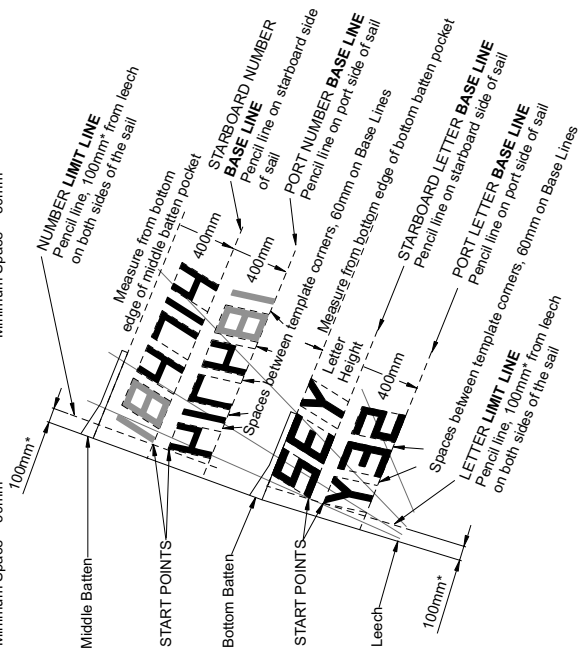 Minimum Space
Minimum Space
NUMBER LIMIT LINE
Pencil line, 100mm* from leech
on both sides of the sail
100mm*
Middle Batten
Measure from bottom
edge of middle batten pocket
STARBOARD NUMBER
BASE LINE
Pencil line on starboard side
of sail
400mm
PORT NUMBER BASE LINE
Pencil line on port side of sail
400mm
START POINTS
Spaces between template corners, 60mm on Base Lines
Bottom Batten
Measure from bottom edge of bottom batten pocket
SEY
Letter
Height
STARBOARD LETTER BASE LINE
Pencil line on starboard side of sail
400mm
PORT LETTER BASE LINE
Pencil line on port side of sail
START POINTS
Spaces between template corners, 60mm on Base Lines
Leech
LETTER LIMIT LINE
Pencil line, 100mm* from leech
on both sides of the sail
100mm*